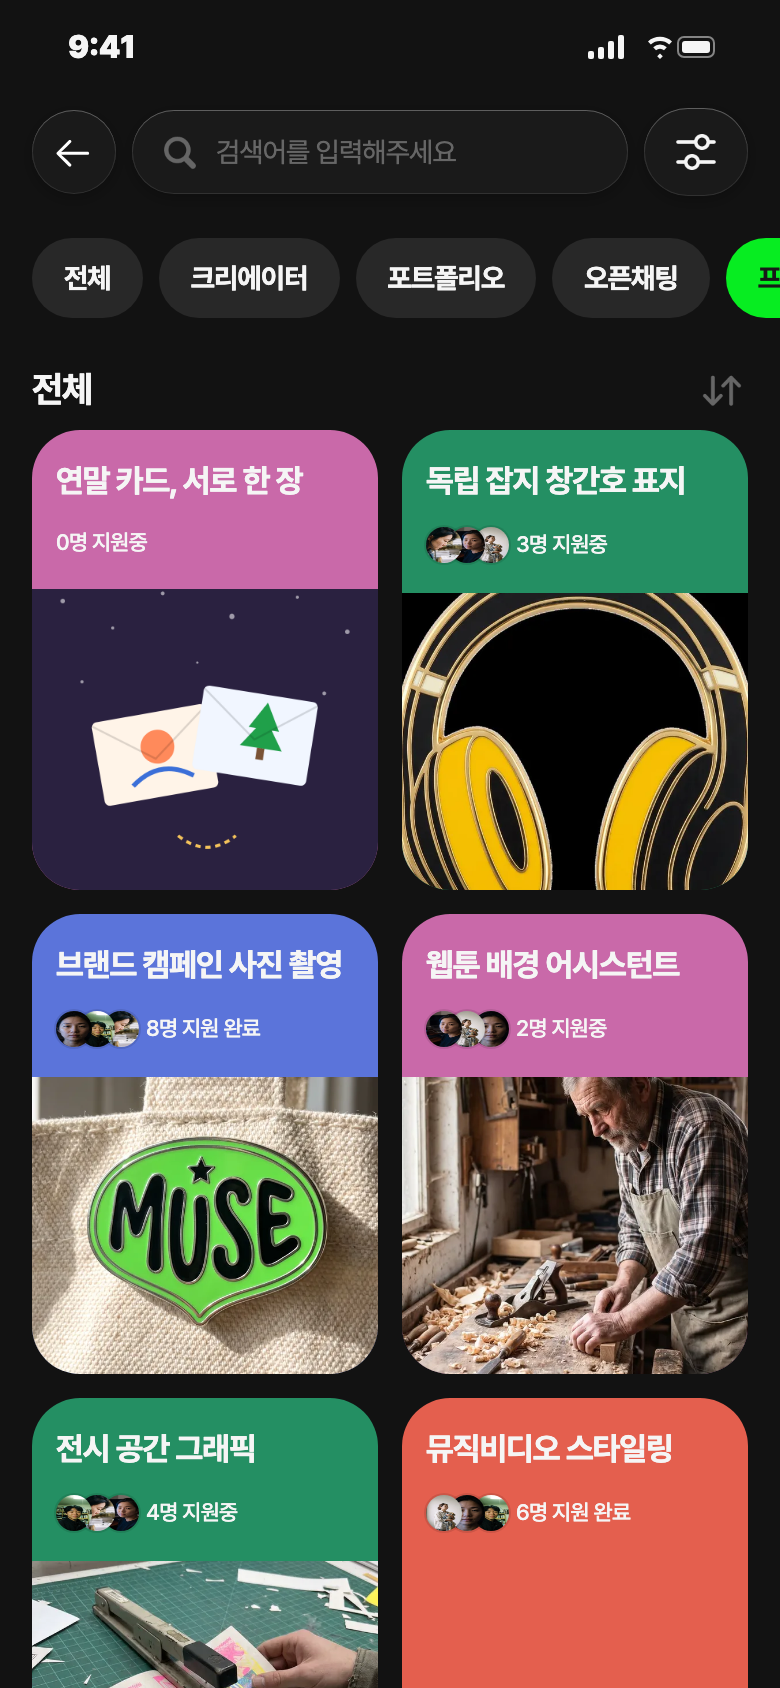 9:41
검색어를 입력해주세요
전체
크리에이터
포트폴리오
오픈채팅
전체
연말 카드, 서로 한 장
0명 지원중
독립 잡지 창간호 표지
3명 지원중
브랜드 캠페인 사진 촬영
8명 지원 완료
MUSE
웹툰 배경 어시스턴트
2명 지원중
전시 공간 그래픽
4명 지원중
뮤직비디오 스타일링
6명 지원 완료